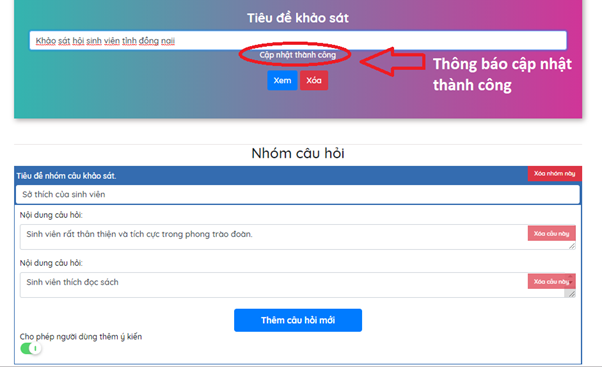 Tiêu đề khảo sát
Khảo sát hội sinh viên tỉnh đồng naii
Cập nhật thành công
Thông báo cập nhật
thành công
Xem
Xóa
Nhóm câu hỏi
Tiêu đề nhóm câu khảo sát.
Xóa nhóm này
Sở thích của sinh viên
Nội dung câu hỏi:
Sinh viên rất thân thiện và tích cực trong phong trào đoàn.
Xóa câu này
Nội dung câu hỏi:
Sinh viên thích đọc sách
Xóa câu này
Thêm câu hỏi mới
Cho phép người dùng thêm ý kiến